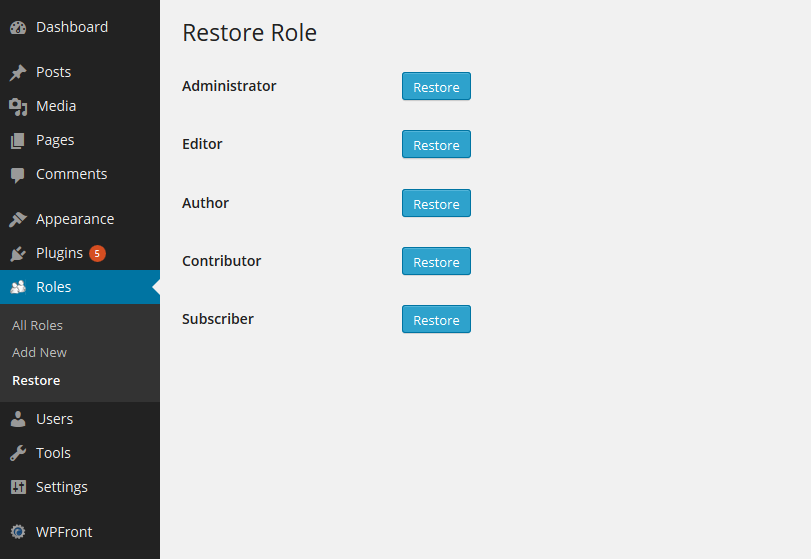 Dashboard
Posts
Media
Pages
Comments
Appearance
Plugins 5
Roles
All Roles
Add New
Restore
Users
Tools
Settings
WPFront
Restore Role
Administrator Restore
Editor Restore
Author Restore
Contributor Restore
Subscriber Restore